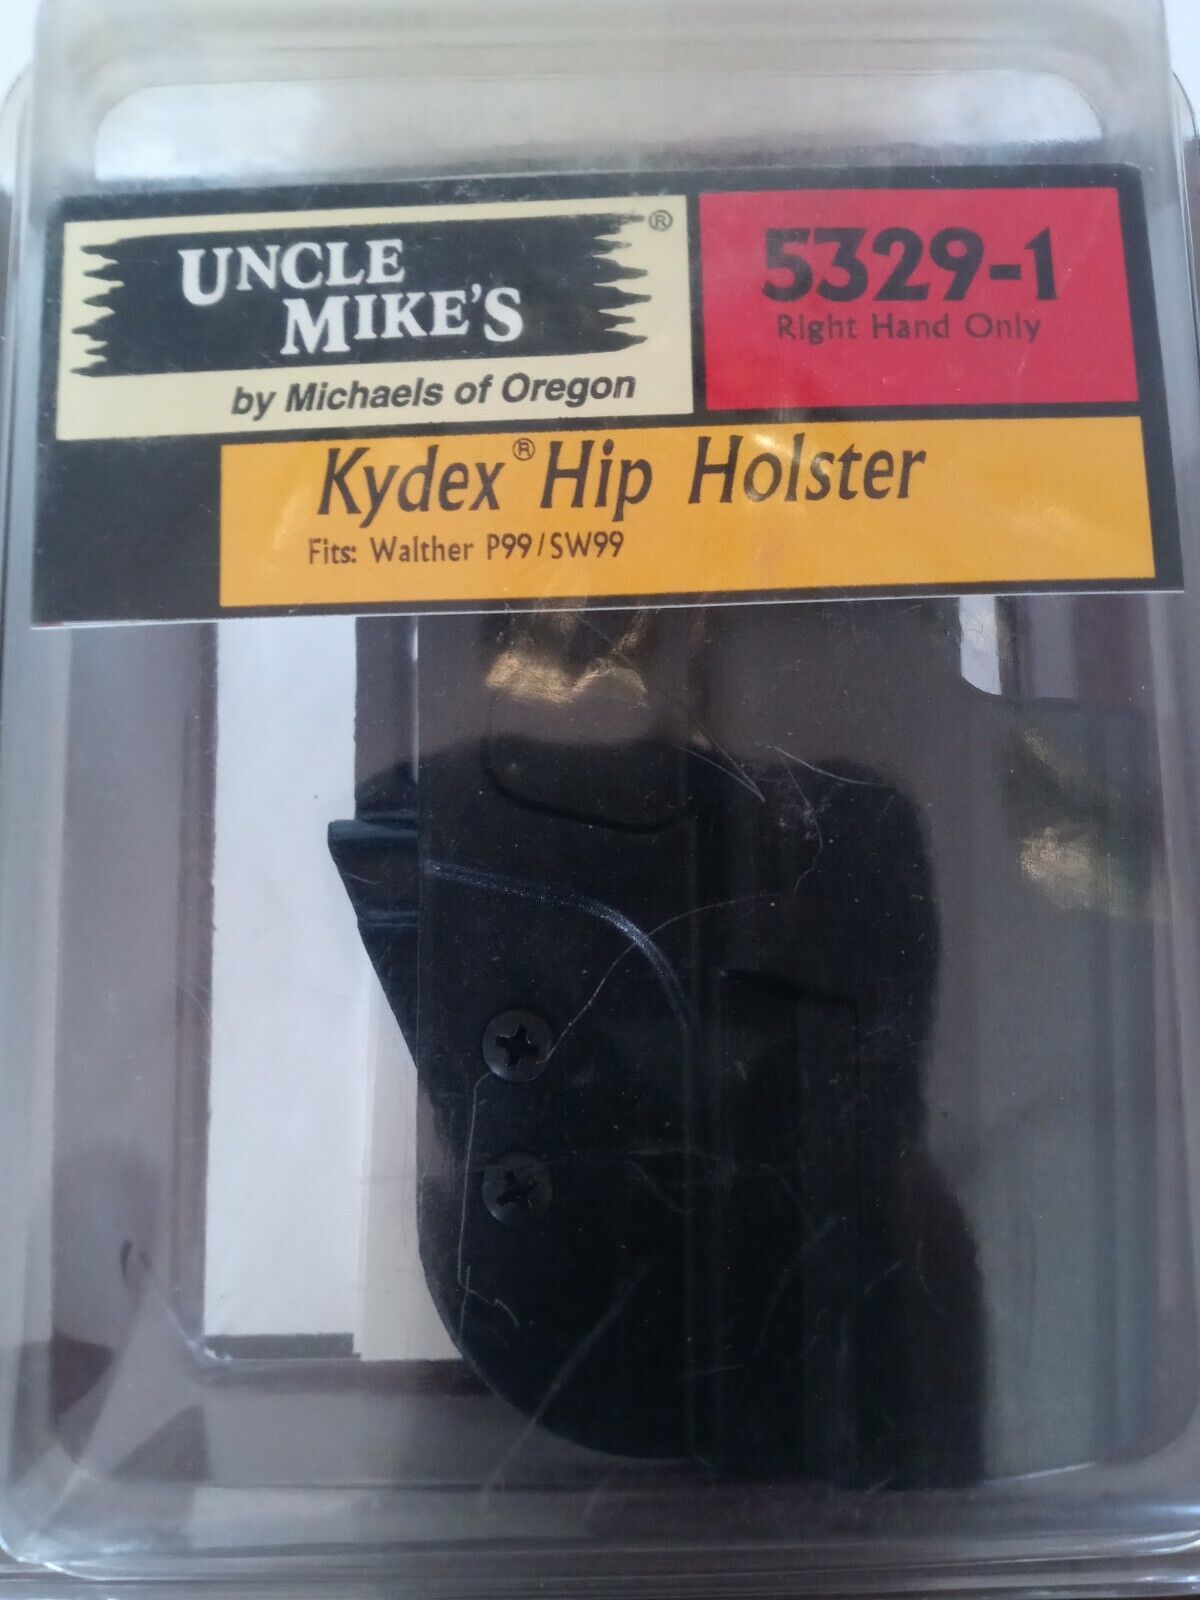 UNCLE
MIKE'S®
by Michaels of Oregon
5329-1
Right Hand Only
Kydex® Hip Holster
Fits: Walther P99/SW99